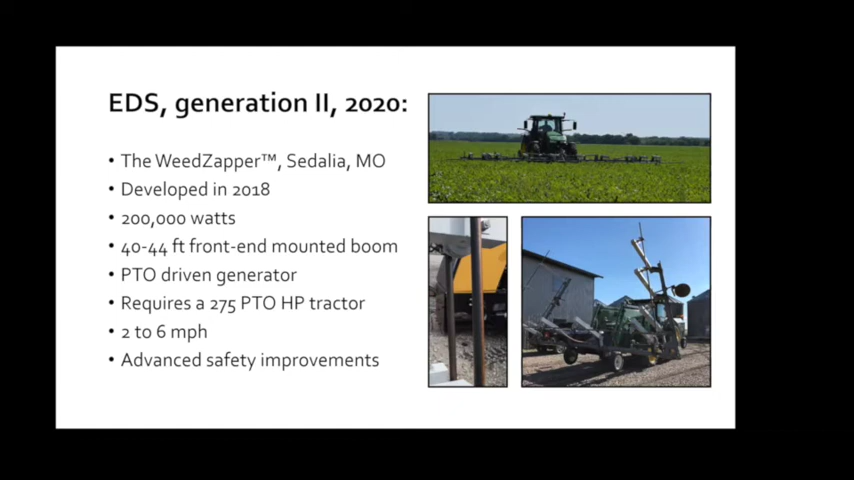 EDS, generation II, 2020:
• The WeedZapper™, Sedalia, MO
• Developed in 2018
• 200,000 watts
• 40-44 ft front-end mounted boom
• PTO driven generator
• Requires a 275 PTO HP tractor
• 2 to 6 mph
• Advanced safety improvements